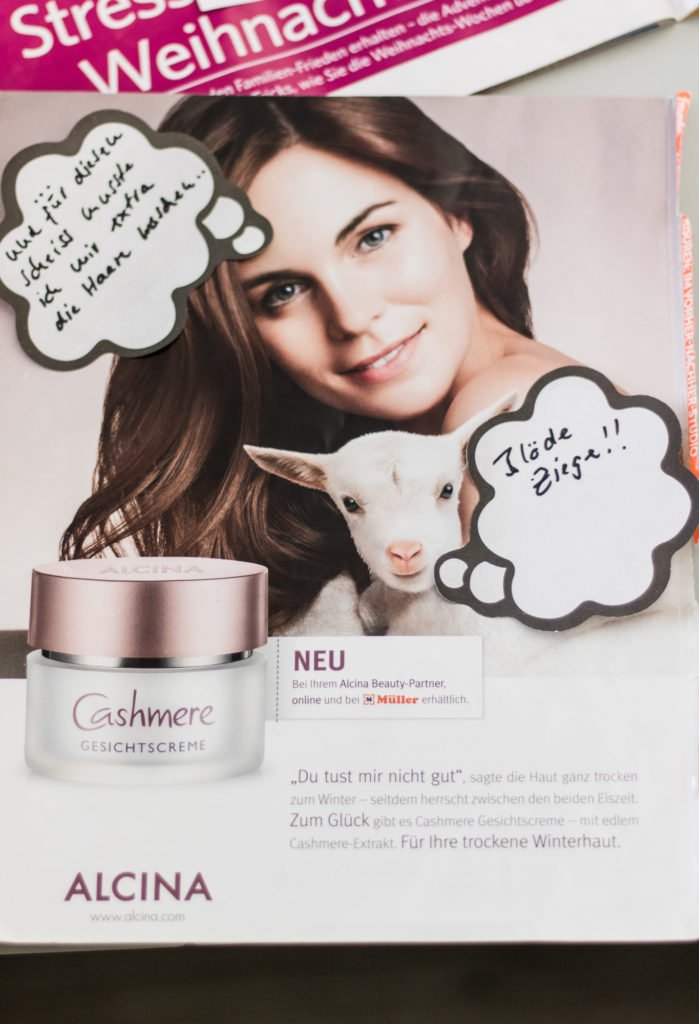 Stress
Weihnach
en Familien-Frieden erhalten - die Adven
Tricks, wie Sie die Weihnachts-Wochen
...
und für diesen
scheiss musste
ich mir extra
die Haare waschen..
Blöde
Ziege!!
ALCINA
Cashmere
GESICHTSCREME
NEU
Bei Ihrem Alcina Beauty-Partner,
online und bei M Müller erhältlich.
„Du tust mir nicht gut“, sagte die Haut ganz trocken
zum Winter – seitdem herrscht zwischen den beiden Eiszeit.
Zum Glück gibt es Cashmere Gesichtscreme – mit edlem
Cashmere-Extrakt. Für Ihre trockene Winterhaut.
ALCINA
www.alcina.com